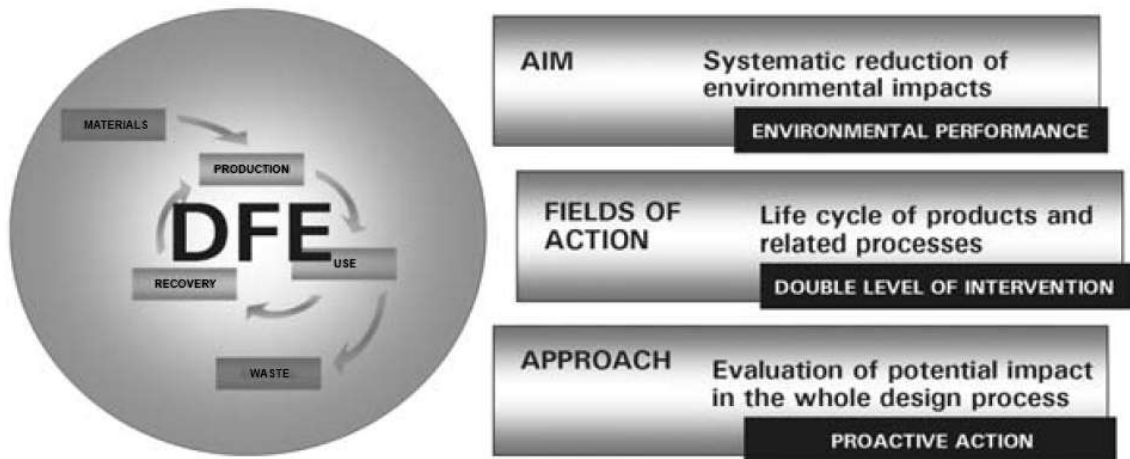 MATERIALS
PRODUCTION
DFE
USE
RECOVERY
WASTE
AIM
Systematic reduction of
environmental impacts
ENVIRONMENTAL PERFORMANCE
FIELDS OF
ACTION
Life cycle of products and
related processes
DOUBLE LEVEL OF INTERVENTION
APPROACH
Evaluation of potential impact
in the whole design process
PROACTIVE ACTION